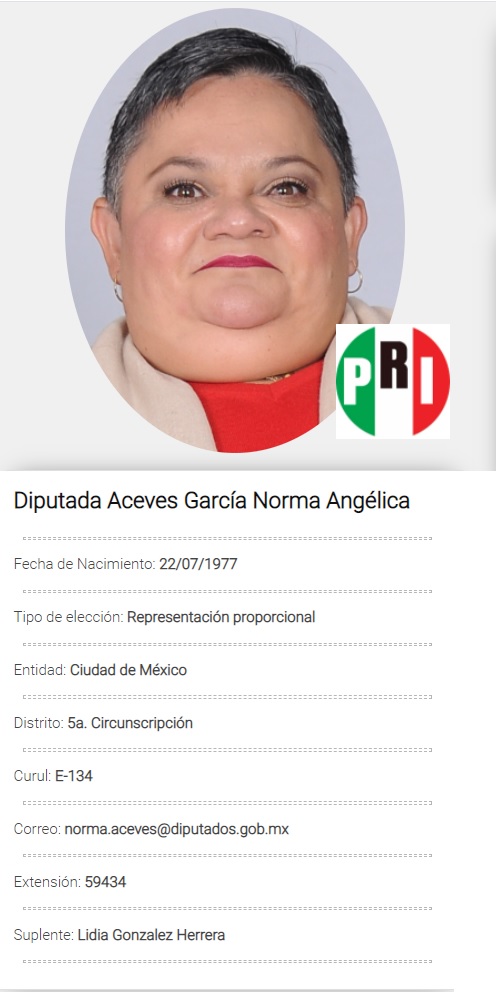 PRI
Diputada Aceves García Norma Angélica
Fecha de Nacimiento: 22/07/1977
Tipo de elección: Representación proporcional
Entidad: Ciudad de México
Distrito: 5a. Circunscripción
Curul: E-134
Correo: norma.aceves@diputados.gob.mx
Extensión: 59434
Suplente: Lidia Gonzalez Herrera